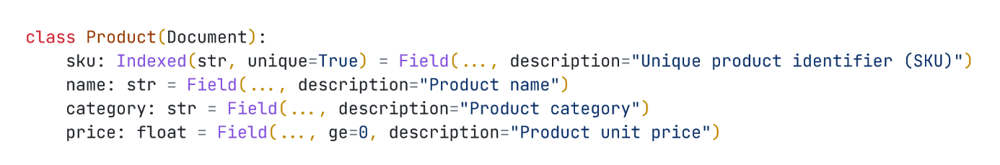 class Product(Document):
    sku: Indexed(str, unique=True) = Field(..., description="Unique product identifier (SKU)")
    name: str = Field(..., description="Product name")
    category: str = Field(..., description="Product category")
    price: float = Field(..., ge=0, description="Product unit price")